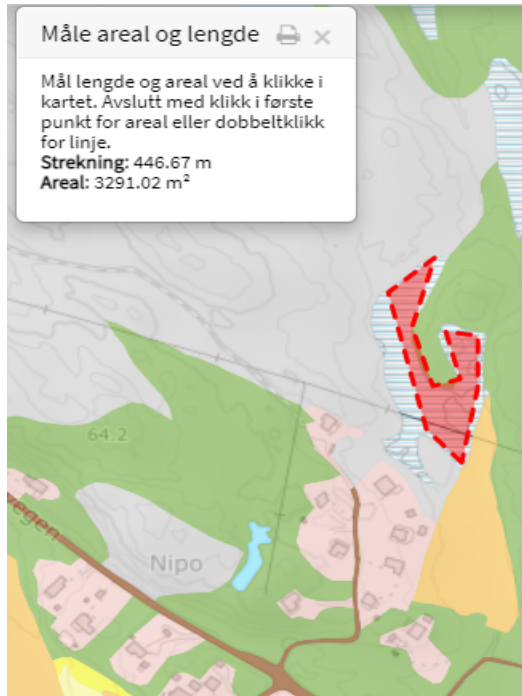 Måle areal og lengde
Mål lengde og areal ved å klikke i
kartet. Avslutt med klikk i første
punkt for areal eller dobbeltklikk
for linje.
Strekning: 446.67 m
Areal: 3291.02 m²
64.2
egen
Nipo